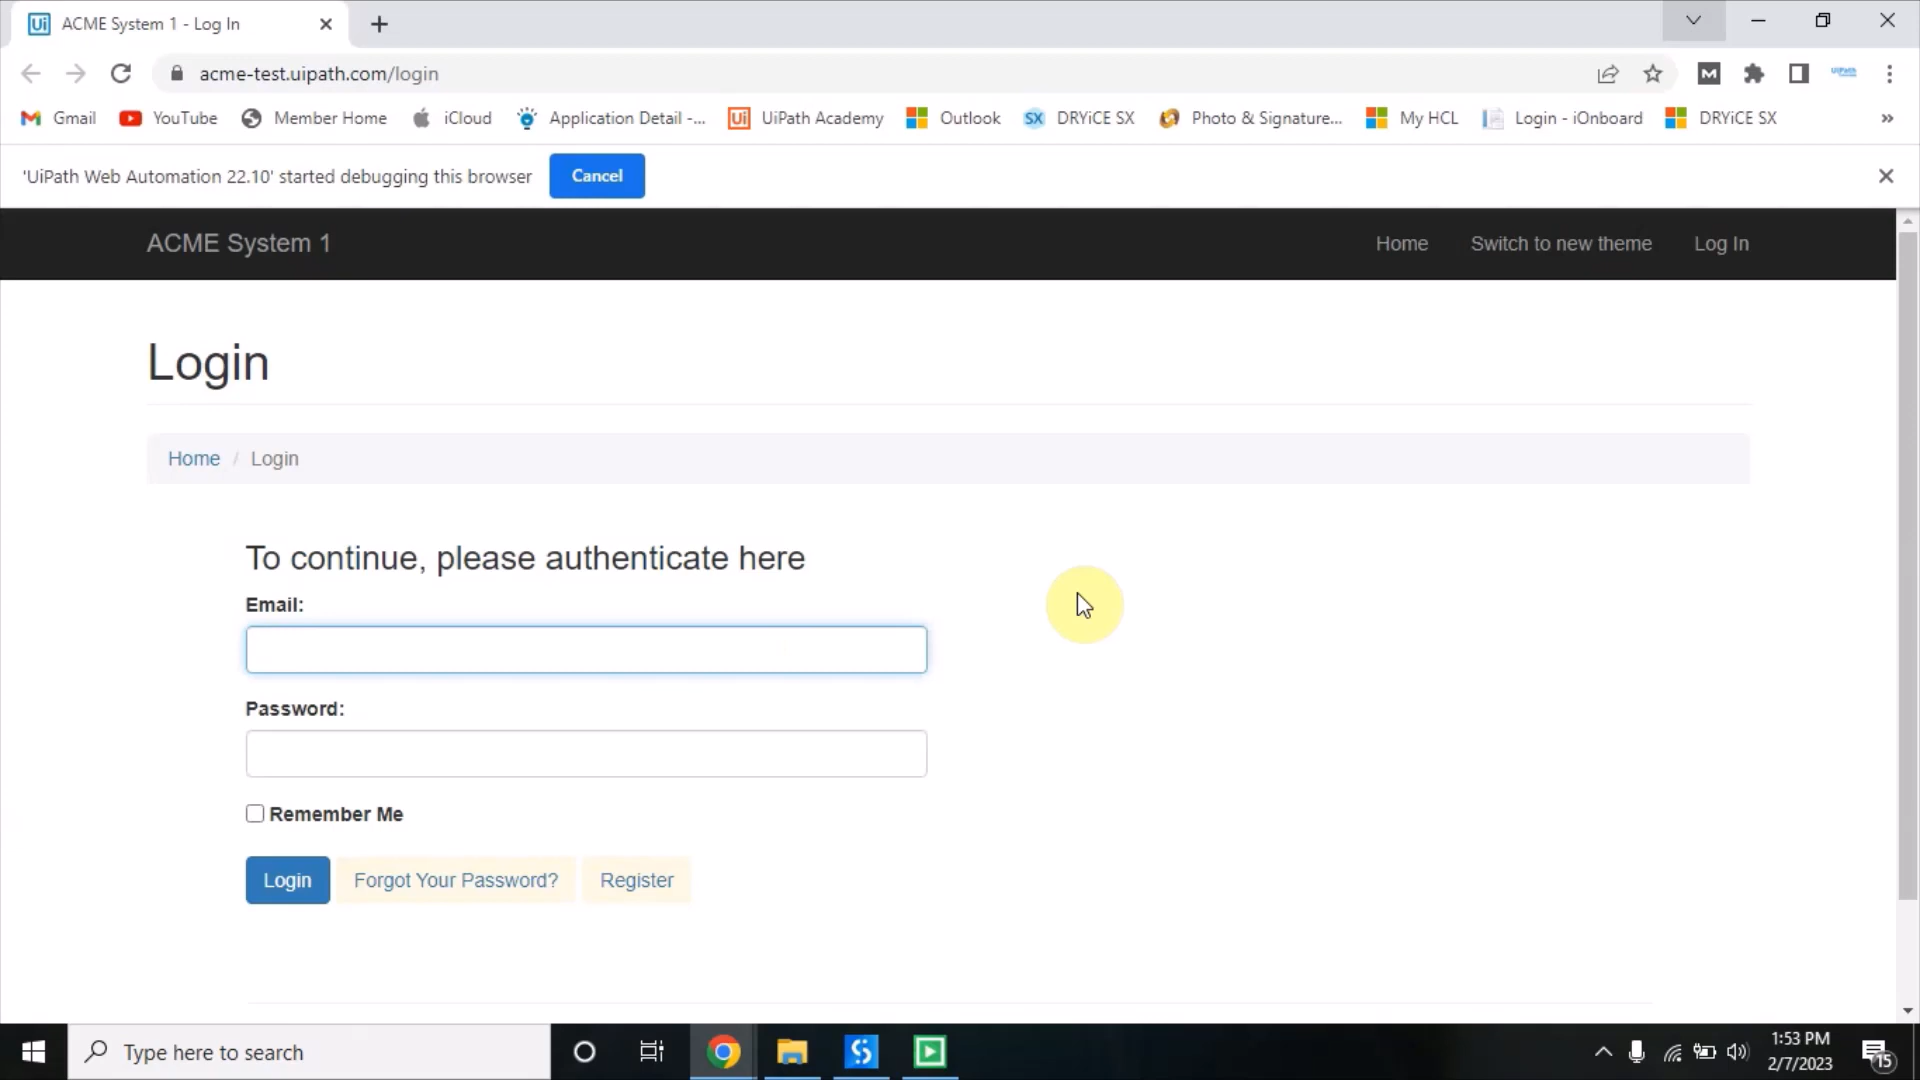 Ui ACME System 1 - Log In
acme-test.uipath.com/login
M UiPath
Gmail YouTube Member Home iCloud Application Detail -... Ui UiPath Academy Outlook SX DRYiCE SX Photo & Signature... My HCL Login - iOnboard DRYiCE SX »
'UiPath Web Automation 22.10' started debugging this browser Cancel
ACME System 1 Home Switch to new theme Log In
Login
Home / Login
To continue, please authenticate here
Email:
Password:
Remember Me
Login Forgot Your Password? Register
Type here to search
1:53 PM
2/7/2023
15